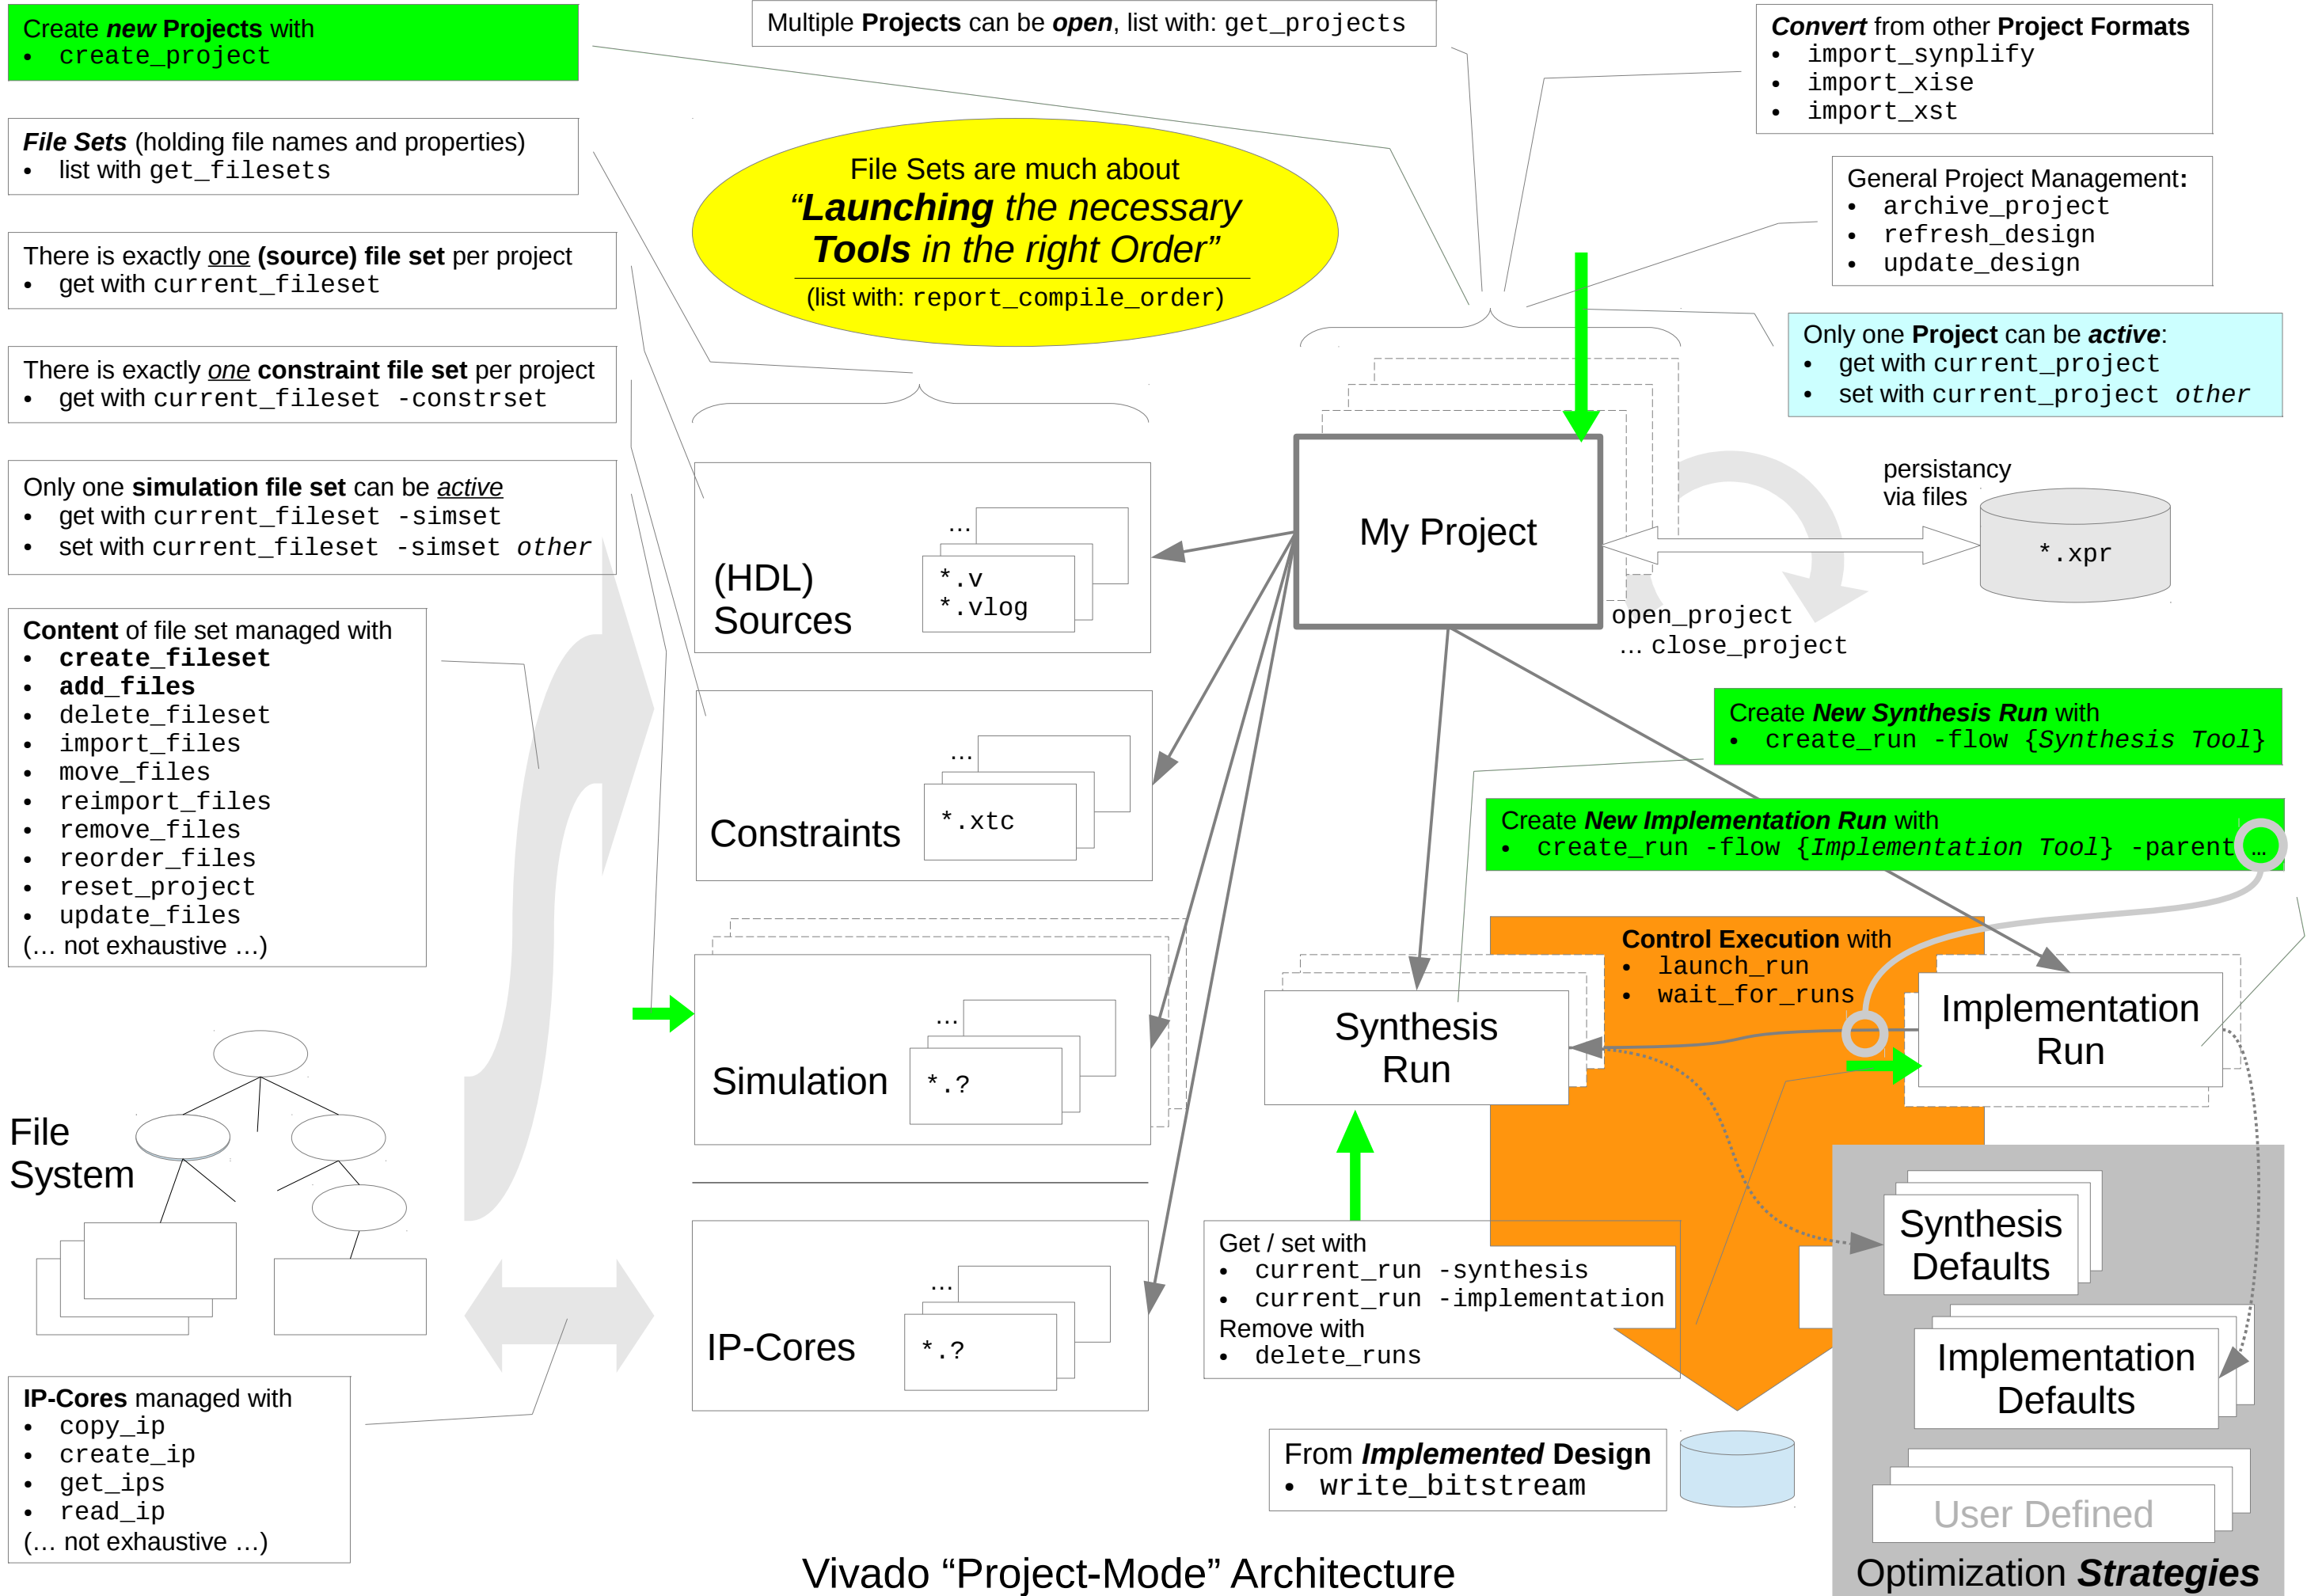 Create new Projects with
• create_project
Multiple Projects can be open, list with: get_projects
Convert from other Project Formats
• import_synplify
• import_xise
• import_xst
File Sets (holding file names and properties)
• list with get_filesets
File Sets are much about
“Launching the necessary
Tools in the right Order”
(list with: report_compile_order)
General Project Management:
• archive_project
• refresh_design
• update_design
There is exactly one (source) file set per project
• get with current_fileset
Only one Project can be active:
• get with current_project
• set with current_project other
There is exactly one constraint file set per project
• get with current_fileset -constrset
Only one simulation file set can be active
• get with current_fileset -simset
• set with current_fileset -simset other
My Project
persistancy
via files
*.xpr
open_project
... close_project
(HDL)
Sources
...
*.v
*.vlog
Content of file set managed with
• create_fileset
• add_files
• delete_fileset
• import_files
• move_files
• reimport_files
• remove_files
• reorder_files
• reset_project
• update_files
(... not exhaustive ...)
Constraints
...
*.xtc
Create New Synthesis Run with
• create_run -flow {Synthesis Tool}
Create New Implementation Run with
• create_run -flow {Implementation Tool} -parent ...
Control Execution with
• launch_run
• wait_for_runs
Simulation
...
*.?
Synthesis
Run
Implementation
Run
File
System
IP-Cores
...
*.?
Get / set with
• current_run -synthesis
• current_run -implementation
Remove with
• delete_runs
Synthesis
Defaults
Implementation
Defaults
User Defined
Optimization Strategies
IP-Cores managed with
• copy_ip
• create_ip
• get_ips
• read_ip
(... not exhaustive ...)
From Implemented Design
• write_bitstream
Vivado “Project-Mode” Architecture